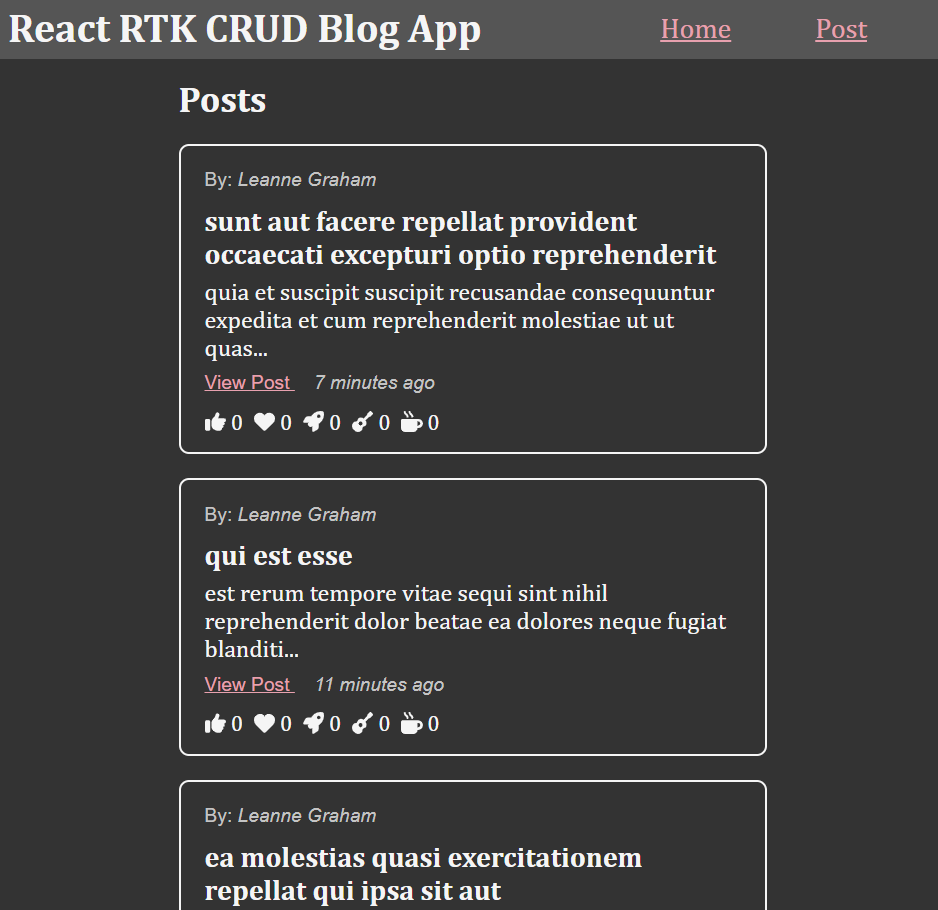 React RTK CRUD Blog App Home Post
Posts
By: Leanne Graham
sunt aut facere repellat provident
occaecati excepturi optio reprehenderit
quia et suscipit suscipit recusandae consequuntur
expedita et cum reprehenderit molestiae ut ut
quas...
View Post 7 minutes ago
0 0 0 0 0
By: Leanne Graham
qui est esse
est rerum tempore vitae sequi sint nihil
reprehenderit dolor beatae ea dolores neque fugiat
blanditi...
View Post 11 minutes ago
0 0 0 0 0
By: Leanne Graham
ea molestias quasi exercitationem
repellat qui ipsa sit aut